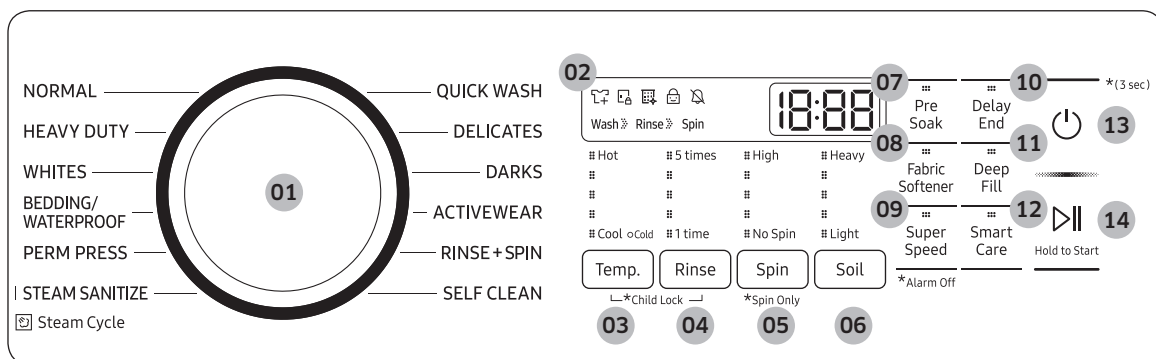 NORMAL
HEAVY DUTY
WHITES
BEDDING/
WATERPROOF
PERM PRESS
STEAM SANITIZE
Steam Cycle
01
QUICK WASH
DELICATES
DARKS
ACTIVEWEAR
RINSE+SPIN
SELF CLEAN
02
Wash Rinse Spin
18:88
Hot 5 times High Heavy
Cool Cold 1 time No Spin Light
Temp. Rinse Spin Soil
*Child Lock *Spin Only
03 04 05 06
07
Pre
Soak
08
Fabric
Softener
09
Super
Speed
*Alarm Off
10
Delay
End
11
Deep
Fill
12
Smart
Care
*(3 sec)
13
14
Hold to Start